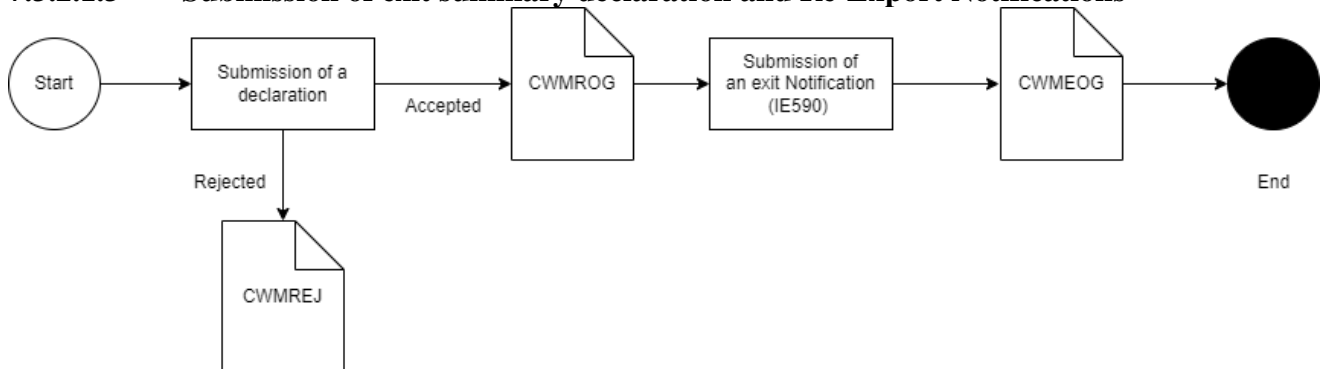 Submission of exit summary declaration and Re-Export Notifications
Start
Submission of a
declaration
Accepted
CWMROG
Submission of
an exit Notification
(IE590)
CWMEOG
End
Rejected
CWMREJ